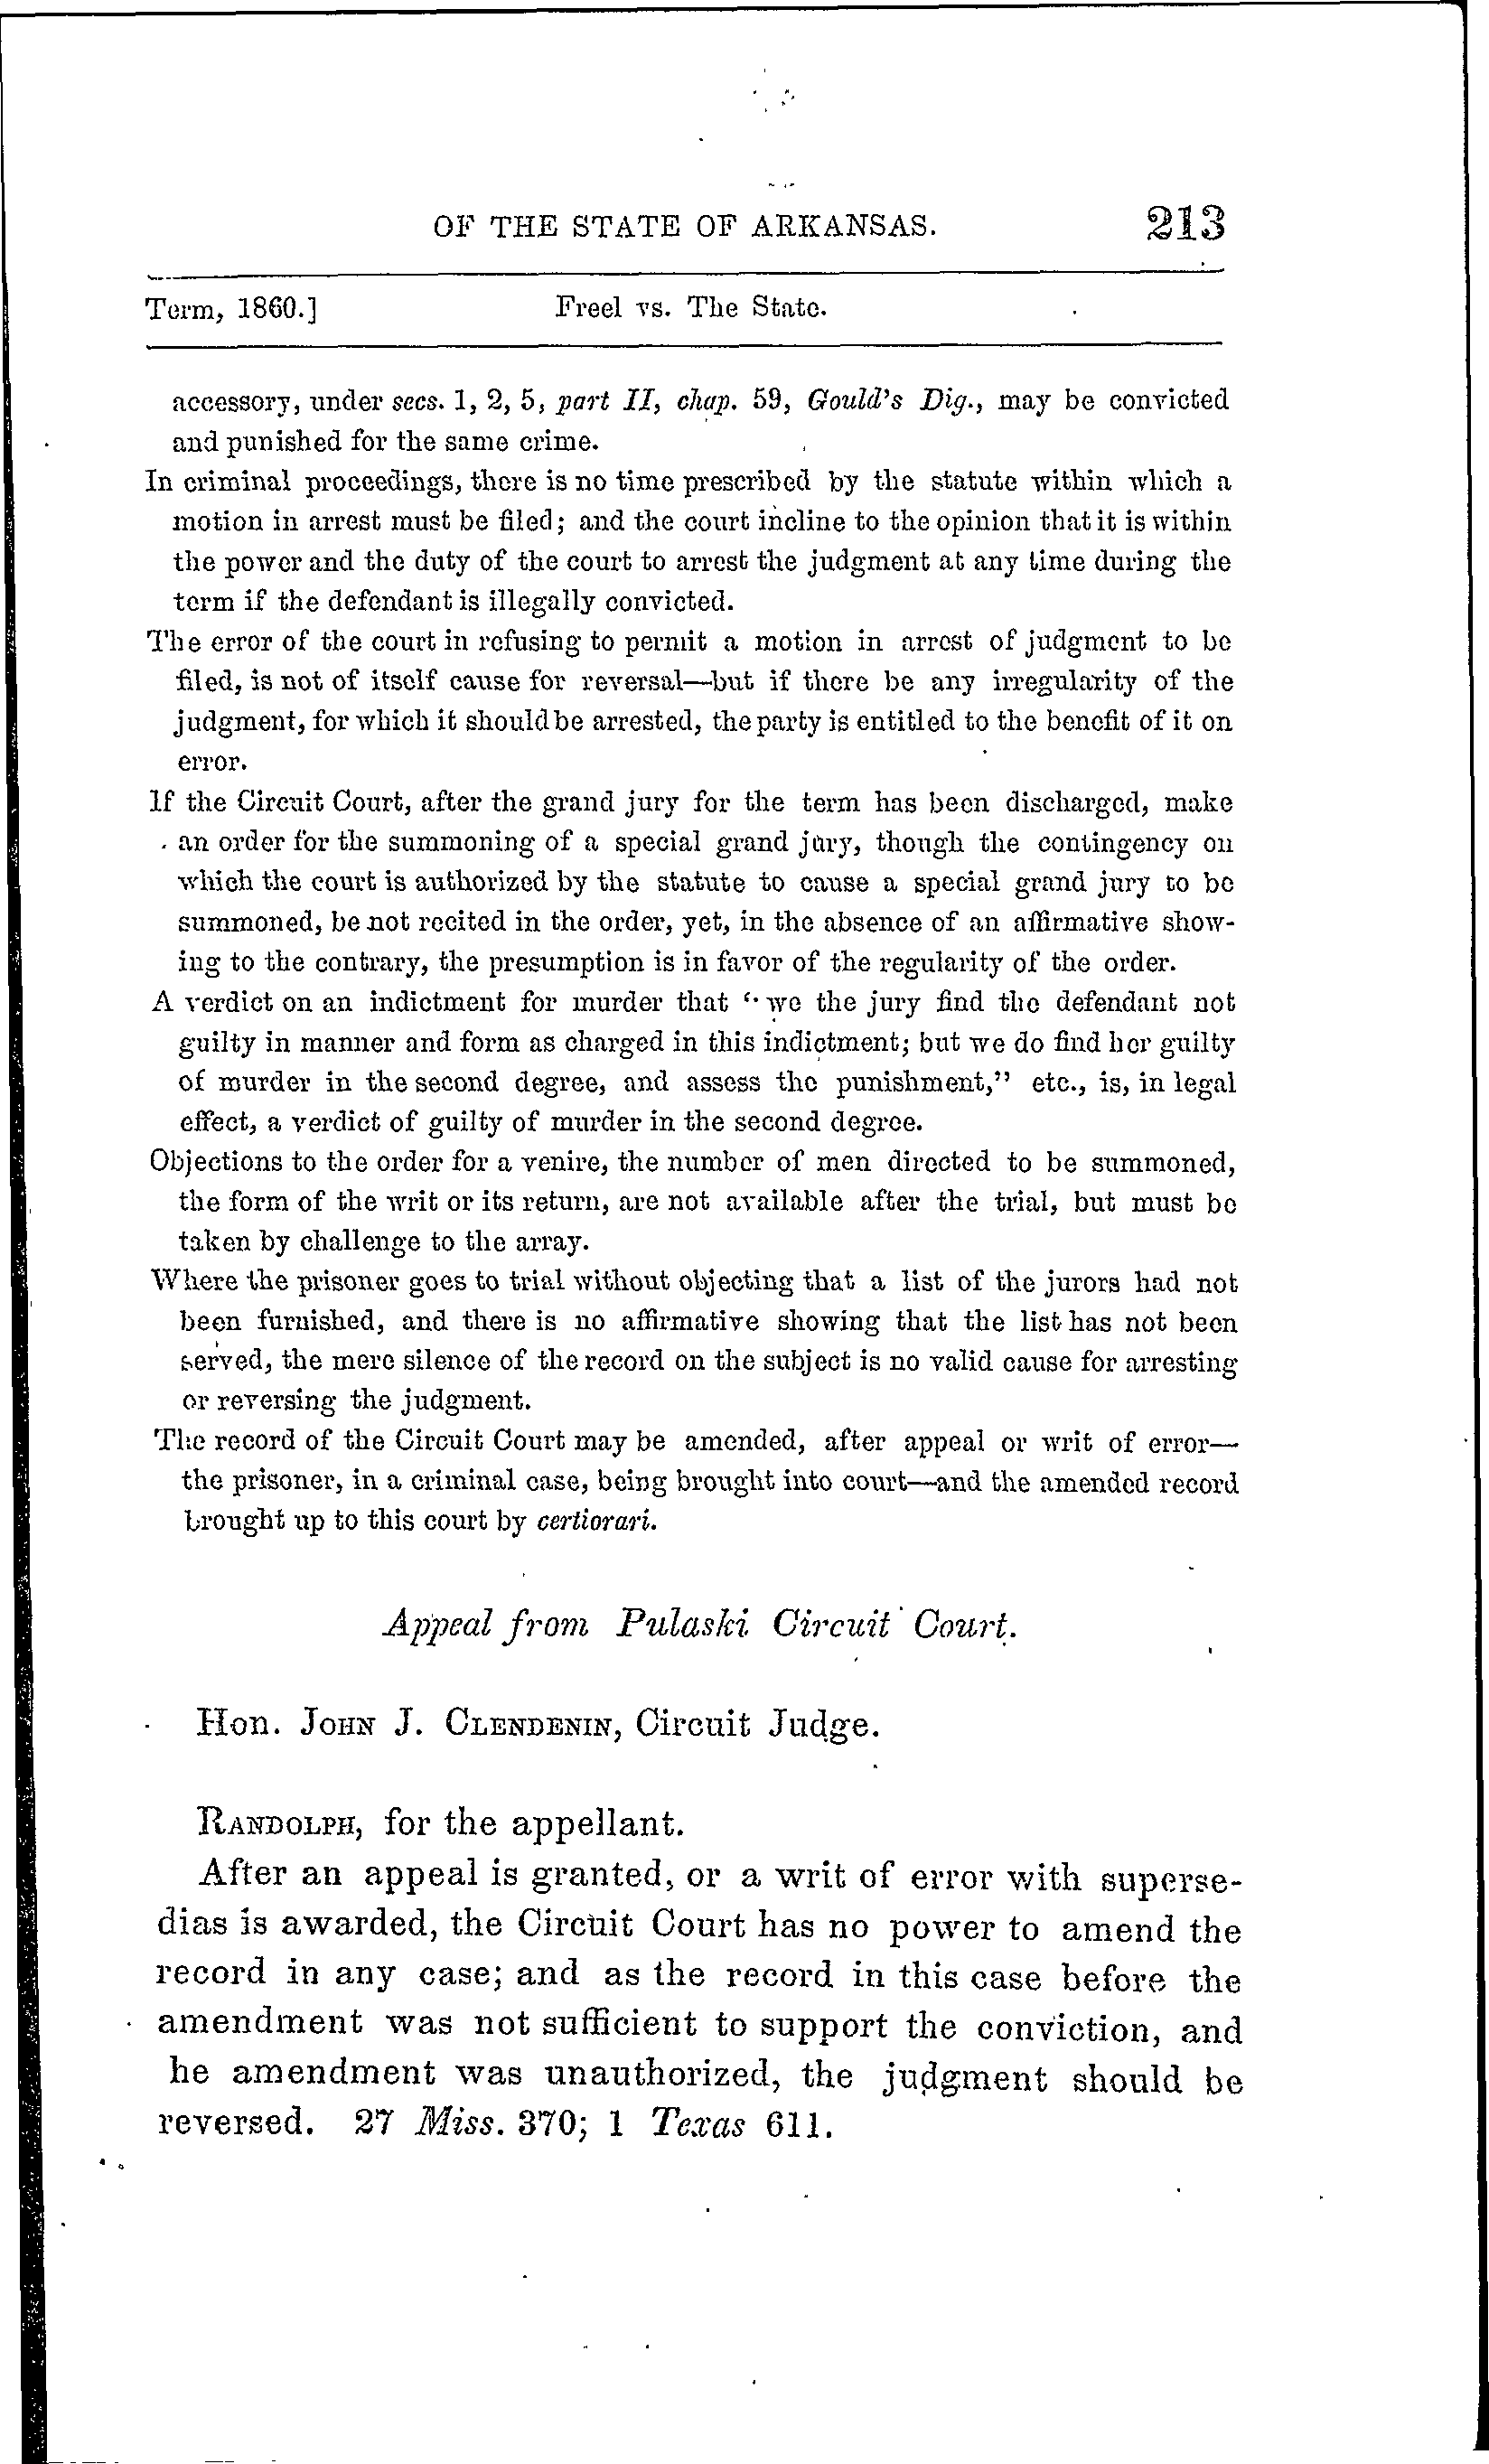 OF THE STATE OF ARKANSAS. 213
Term, 1860.] Freel vs. The State.
accessory, under secs. 1, 2, 5, part II, chap. 59, Gould's Dig., may be convicted
and punished for the same crime.
In criminal proceedings, there is no time prescribed by the statute within which a
motion in arrest must be filed; and the court incline to the opinion that it is within
the power and the duty of the court to arrest the judgment at any time during the
term if the defendant is illegally convicted.
The error of the court in refusing to permit a motion in arrest of judgment to be
filed, is not of itself cause for reversal—but if there be any irregularity of the
judgment, for which it should be arrested, the party is entitled to the benefit of it on
error.
If the Circuit Court, after the grand jury for the term has been discharged, make
an order for the summoning of a special grand jury, though the contingency on
which the court is authorized by the statute to cause a special grand jury to be
summoned, be not recited in the order, yet, in the absence of an affirmative show-
ing to the contrary, the presumption is in favor of the regularity of the order.
A verdict on an indictment for murder that "we the jury find the defendant not
guilty in manner and form as charged in this indictment; but we do find her guilty
of murder in the second degree, and assess the punishment," etc., is, in legal
effect, a verdict of guilty of murder in the second degree.
Objections to the order for a venire, the number of men directed to be summoned,
the form of the writ or its return, are not available after the trial, but must be
taken by challenge to the array.
Where the prisoner goes to trial without objecting that a list of the jurors had not
been furnished, and there is no affirmative showing that the list has not been
served, the mere silence of the record on the subject is no valid cause for arresting
or reversing the judgment.
The record of the Circuit Court may be amended, after appeal or writ of error—
the prisoner, in a criminal case, being brought into court—and the amended record
brought up to this court by certiorari.
Appeal from Pulaski Circuit Court.
Hon. JOHN J. CLENDENIN, Circuit Judge.
RANDOLPH, for the appellant.
After an appeal is granted, or a writ of error with superse-
dias is awarded, the Circuit Court has no power to amend the
record in any case; and as the record in this case before the
amendment was not sufficient to support the conviction, and
he amendment was unauthorized, the judgment should be
reversed. 27 Miss. 370; 1 Texas 611.